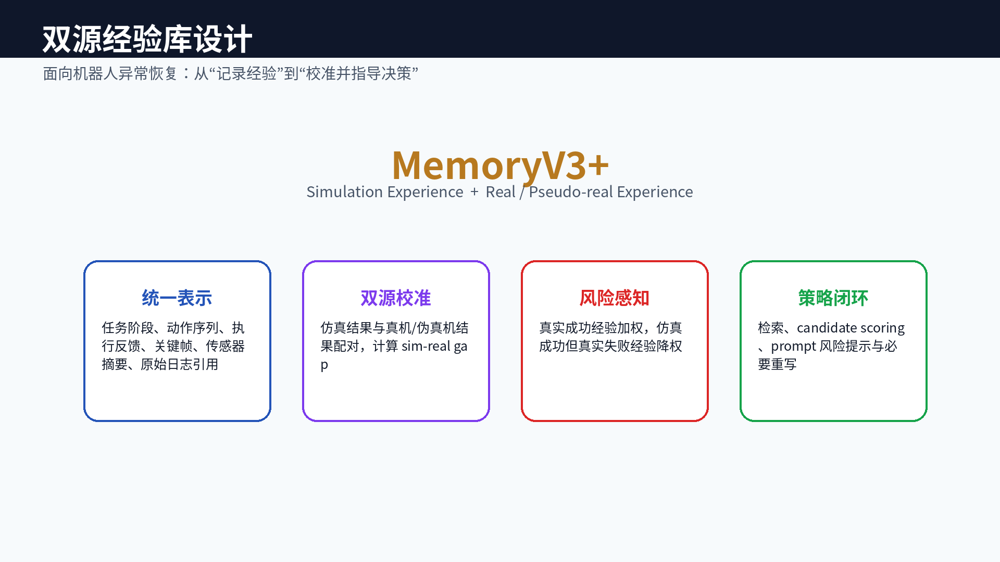 双源经验库设计
面向机器人异常恢复：从“记录经验”到“校准并指导决策”
MemoryV3+
Simulation Experience + Real / Pseudo-real Experience
统一表示
任务阶段、动作序列、执
行反馈、关键帧、传感器
摘要、原始日志引用
双源校准
仿真结果与真机/伪真机结
果配对，计算 sim-real ga
p
风险感知
真实成功经验加权，仿真
成功但真实失败经验降权
策略闭环
检索、candidate scoring
、prompt 风险提示与必
要重写